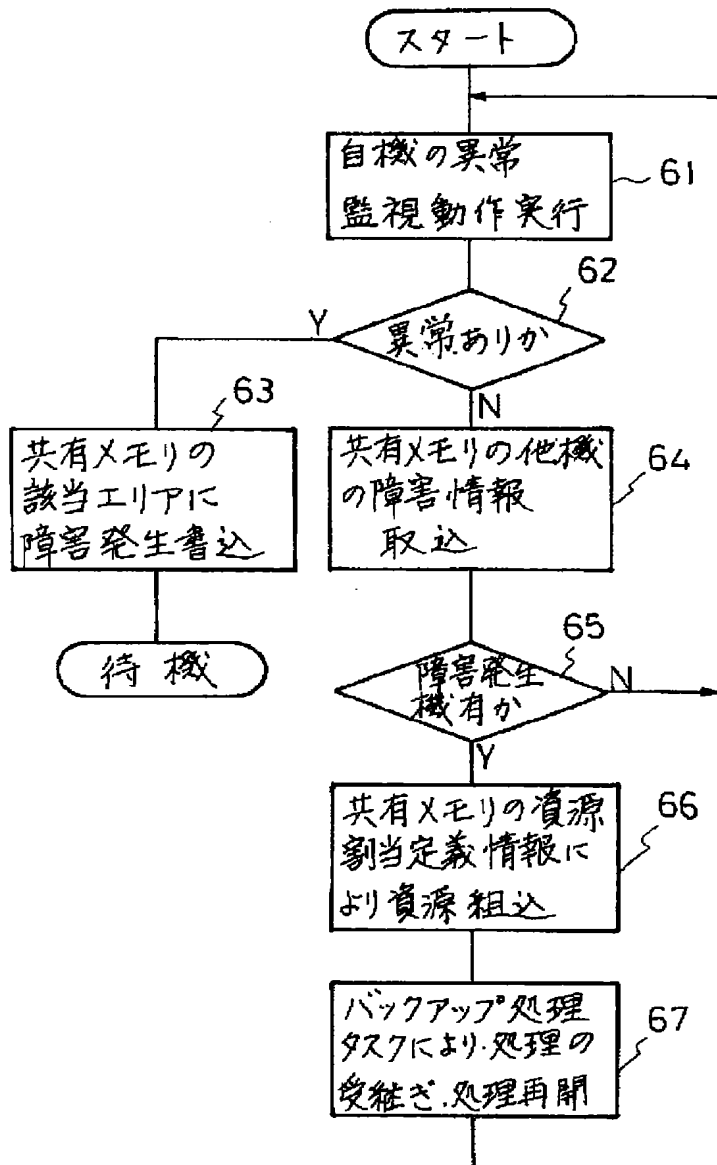 スタート
自機の異常
監視動作実行
61
62
異常ありか
Y
N
63
共有メモリの
該当エリアに
障害発生書込
待機
共有メモリの他機
の障害情報
取込
64
65
障害発生
機有か
N
Y
共有メモリの資源
割当定義情報に
より資源組込
66
バックアップ処理
タスクにより、処理の
受継ぎ、処理再開
67